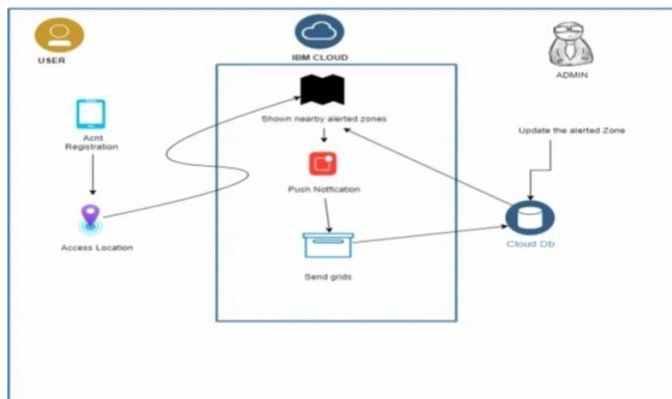 USER
IBM CLOUD
ADMIN
Shown nearby alerted zones
Acnt
Registration
Update the alerted Zone
Push Notfication
Access Location
Cloud Db
Send grids